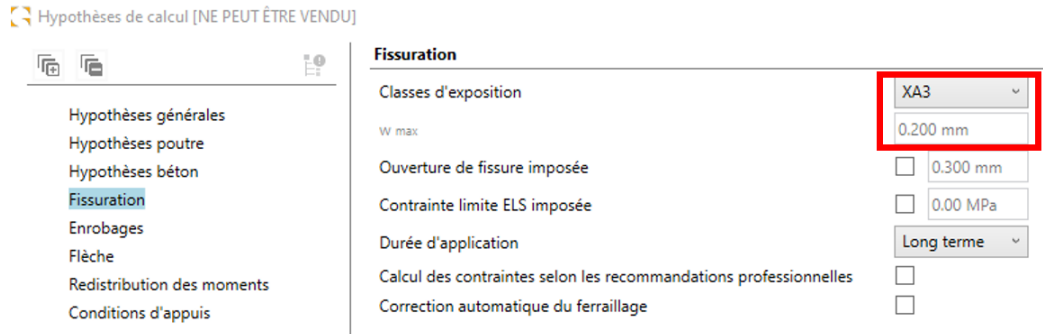 Hypothèses de calcul [NE PEUT ÊTRE VENDU]
Hypothèses générales
Hypothèses poutre
Hypothèses béton
Fissuration
Enrobages
Flèche
Redistribution des moments
Conditions d'appuis
Fissuration
Classes d'exposition XA3
w max 0.200 mm
Ouverture de fissure imposée 0.300 mm
Contrainte limite ELS imposée 0.00 MPa
Durée d'application Long terme
Calcul des contraintes selon les recommandations professionnelles
Correction automatique du ferraillage